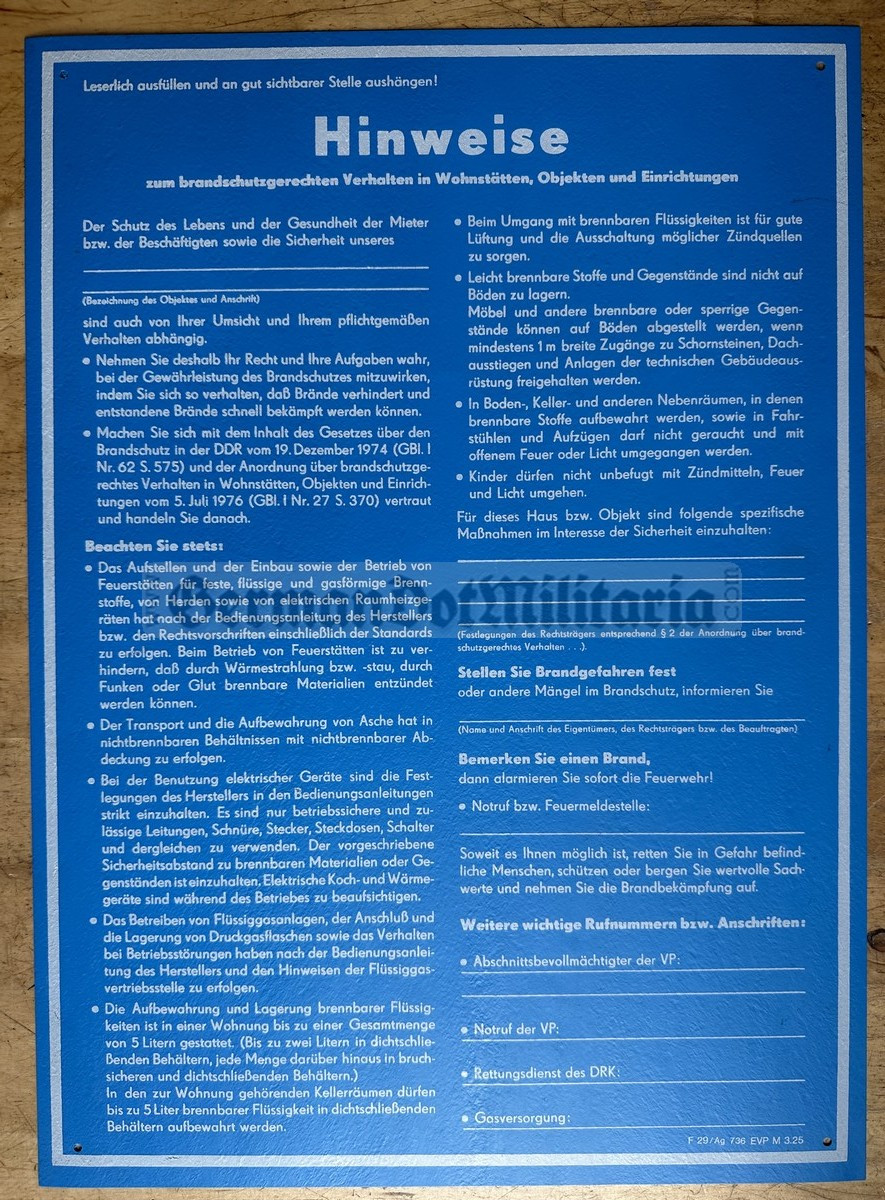 Leserlich ausfüllen und an gut sichtbarer Stelle aushängen!
Hinweise
zum brandschutzgerechten Verhalten in Wohnstätten, Objekten und Einrichtungen
Der Schutz des Lebens und der Gesundheit der Mieter
bzw. der Beschäftigten sowie die Sicherheit unseres
(Bezeichnung des Objektes und Anschrift)
sind auch von Ihrer Umsicht und Ihrem pflichtgemäßen
Verhalten abhängig.
• Nehmen Sie deshalb Ihr Recht und Ihre Aufgaben wahr,
bei der Gewährleistung des Brandschutzes mitzuwirken,
indem Sie sich so verhalten, daß Brände verhindert und
entstandene Brände schnell bekämpft werden können.
• Machen Sie sich mit dem Inhalt des Gesetzes über den
Brandschutz in der DDR vom 19. Dezember 1974 (GBl. I
Nr. 62 S. 575) und der Anordnung über brandschutzge-
rechtes Verhalten in Wohnstätten, Objekten und Einrich-
tungen vom 5. Juli 1976 (GBl. I Nr. 27 S. 370) vertraut
und handeln Sie danach.
Beachten Sie stets:
• Das Aufstellen und der Einbau sowie der Betrieb von
Feuerstätten für feste, flüssige und gasförmige Brenn-
stoffe, von Herden sowie von elektrischen Raumheizge-
räten hat nach der Bedienungsanleitung des Herstellers
bzw. den Rechtsvorschriften einschließlich der Standards
zu erfolgen. Beim Betrieb von Feuerstätten ist zu ver-
hindern, daß durch Wärmestrahlung bzw. -stau, durch
Funken oder Glut brennbare Materialien entzündet
werden können.
• Der Transport und die Aufbewahrung von Asche hat in
nichtbrennbaren Behältnissen mit nichtbrennbarer Ab-
deckung zu erfolgen.
• Bei der Benutzung elektrischer Geräte sind die Fest-
legungen des Herstellers in den Bedienungsanleitungen
strikt einzuhalten. Es sind nur betriebssichere und zu-
lässige Leitungen, Schnüre, Stecker, Steckdosen, Schalter
und dergleichen zu verwenden. Der vorgeschriebene
Sicherheitsabstand zu brennbaren Materialien oder Ge-
genständen ist einzuhalten. Elektrische Koch- und Wärme-
geräte sind während des Betriebes zu beaufsichtigen.
• Das Betreiben von Flüssiggasanlagen, der Anschluß und
die Lagerung von Druckgasflaschen sowie das Verhalten
bei Betriebsstörungen haben nach der Bedienungsanlei-
tung des Herstellers und den Hinweisen der Flüssiggas-
vertriebsstelle zu erfolgen.
• Die Aufbewahrung und Lagerung brennbarer Flüssig-
keiten ist in einer Wohnung bis zu einer Gesamtmenge
von 5 Litern gestattet. (Bis zu zwei Litern in dichtschlie-
ßenden Behältern, jede Menge darüber hinaus in bruch-
sicheren und dichtschließenden Behältern.)
In den zur Wohnung gehörenden Kellerräumen dürfen
bis zu 5 Liter brennbarer Flüssigkeit in dichtschließenden
Behältern aufbewahrt werden.
• Beim Umgang mit brennbaren Flüssigkeiten ist für gute
Lüftung und die Ausschaltung möglicher Zündquellen
zu sorgen.
• Leicht brennbare Stoffe und Gegenstände sind nicht auf
Böden zu lagern.
Möbel und andere brennbare oder sperrige Gegen-
stände können auf Böden abgestellt werden, wenn
mindestens 1 m breite Zugänge zu Schornsteinen, Dach-
ausstiegen und Anlagen der technischen Gebäudeaus-
rüstung freigehalten werden.
• In Boden-, Keller- und anderen Nebenräumen, in denen
brennbare Stoffe aufbewahrt werden, sowie in Fahr-
stühlen und Aufzügen darf nicht geraucht und mit
offenem Feuer oder Licht umgegangen werden.
• Kinder dürfen nicht unbefugt mit Zündmitteln, Feuer
und Licht umgehen.
Für dieses Haus bzw. Objekt sind folgende spezifische
Maßnahmen im Interesse der Sicherheit einzuhalten:
(Festlegungen des Rechtsträgers entsprechend § 2 der Anordnung über brand-
schutzgerechtes Verhalten . . .).
Stellen Sie Brandgefahren fest
oder andere Mängel im Brandschutz, informieren Sie
(Name und Anschrift des Eigentümers, des Rechtsträgers bzw. des Beauftragten)
Bemerken Sie einen Brand,
dann alarmieren Sie sofort die Feuerwehr!
• Notruf bzw. Feuermeldestelle:
Soweit es Ihnen möglich ist, retten Sie in Gefahr befind-
liche Menschen, schützen oder bergen Sie wertvolle Sach-
werte und nehmen Sie die Brandbekämpfung auf.
Weitere wichtige Rufnummern bzw. Anschriften:
• Abschnittsbevollmächtigter der VP:
• Notruf der VP:
• Rettungsdienst des DRK:
• Gasversorgung:
F 29/Ag 736 EVP M 3.25